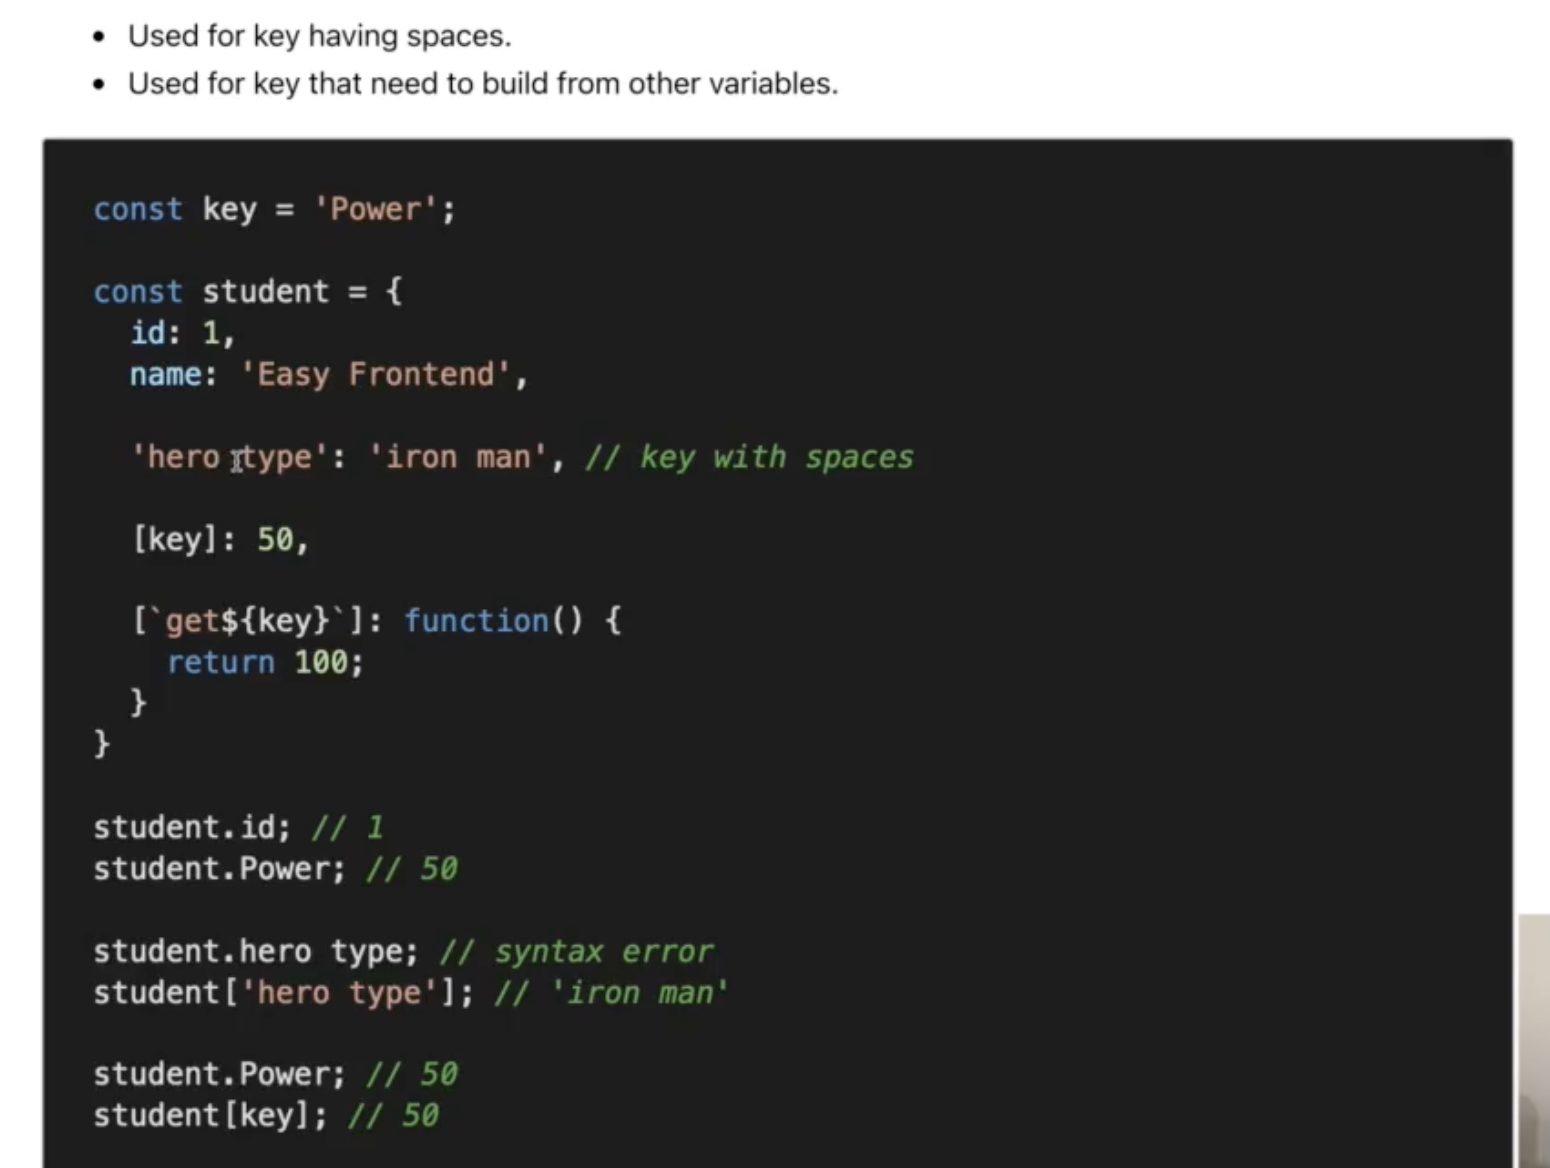 • Used for key having spaces.
• Used for key that need to build from other variables.
const key = 'Power';
const student = {
  id: 1,
  name: 'Easy Frontend',
  'hero type': 'iron man', // key with spaces
  [key]: 50,
  [`get${key}`]: function() {
    return 100;
  }
}
student.id; // 1
student.Power; // 50
student.hero type; // syntax error
student['hero type']; // 'iron man'
student.Power; // 50
student[key]; // 50